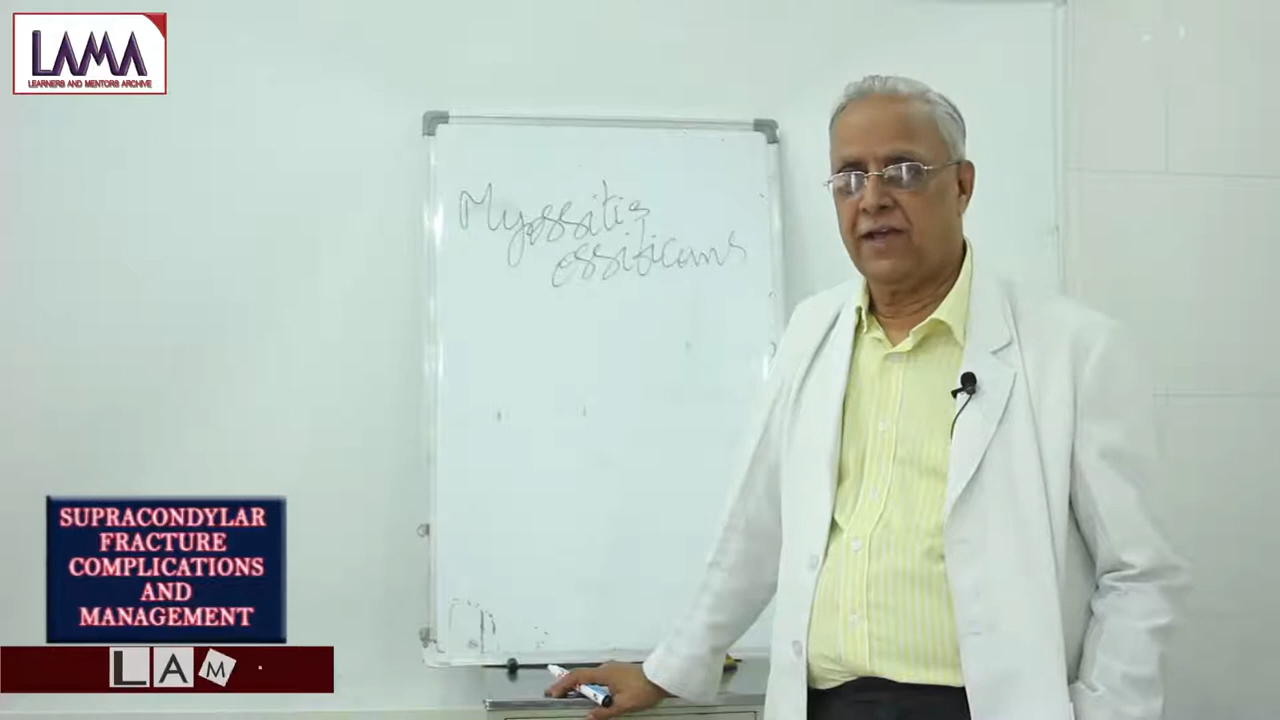 LAMA
LEARNERS AND MENTORS ARCHIVE
Myossitis
ossificans
SUPRACONDYLAR
FRACTURE
COMPLICATIONS
AND
MANAGEMENT
LAM